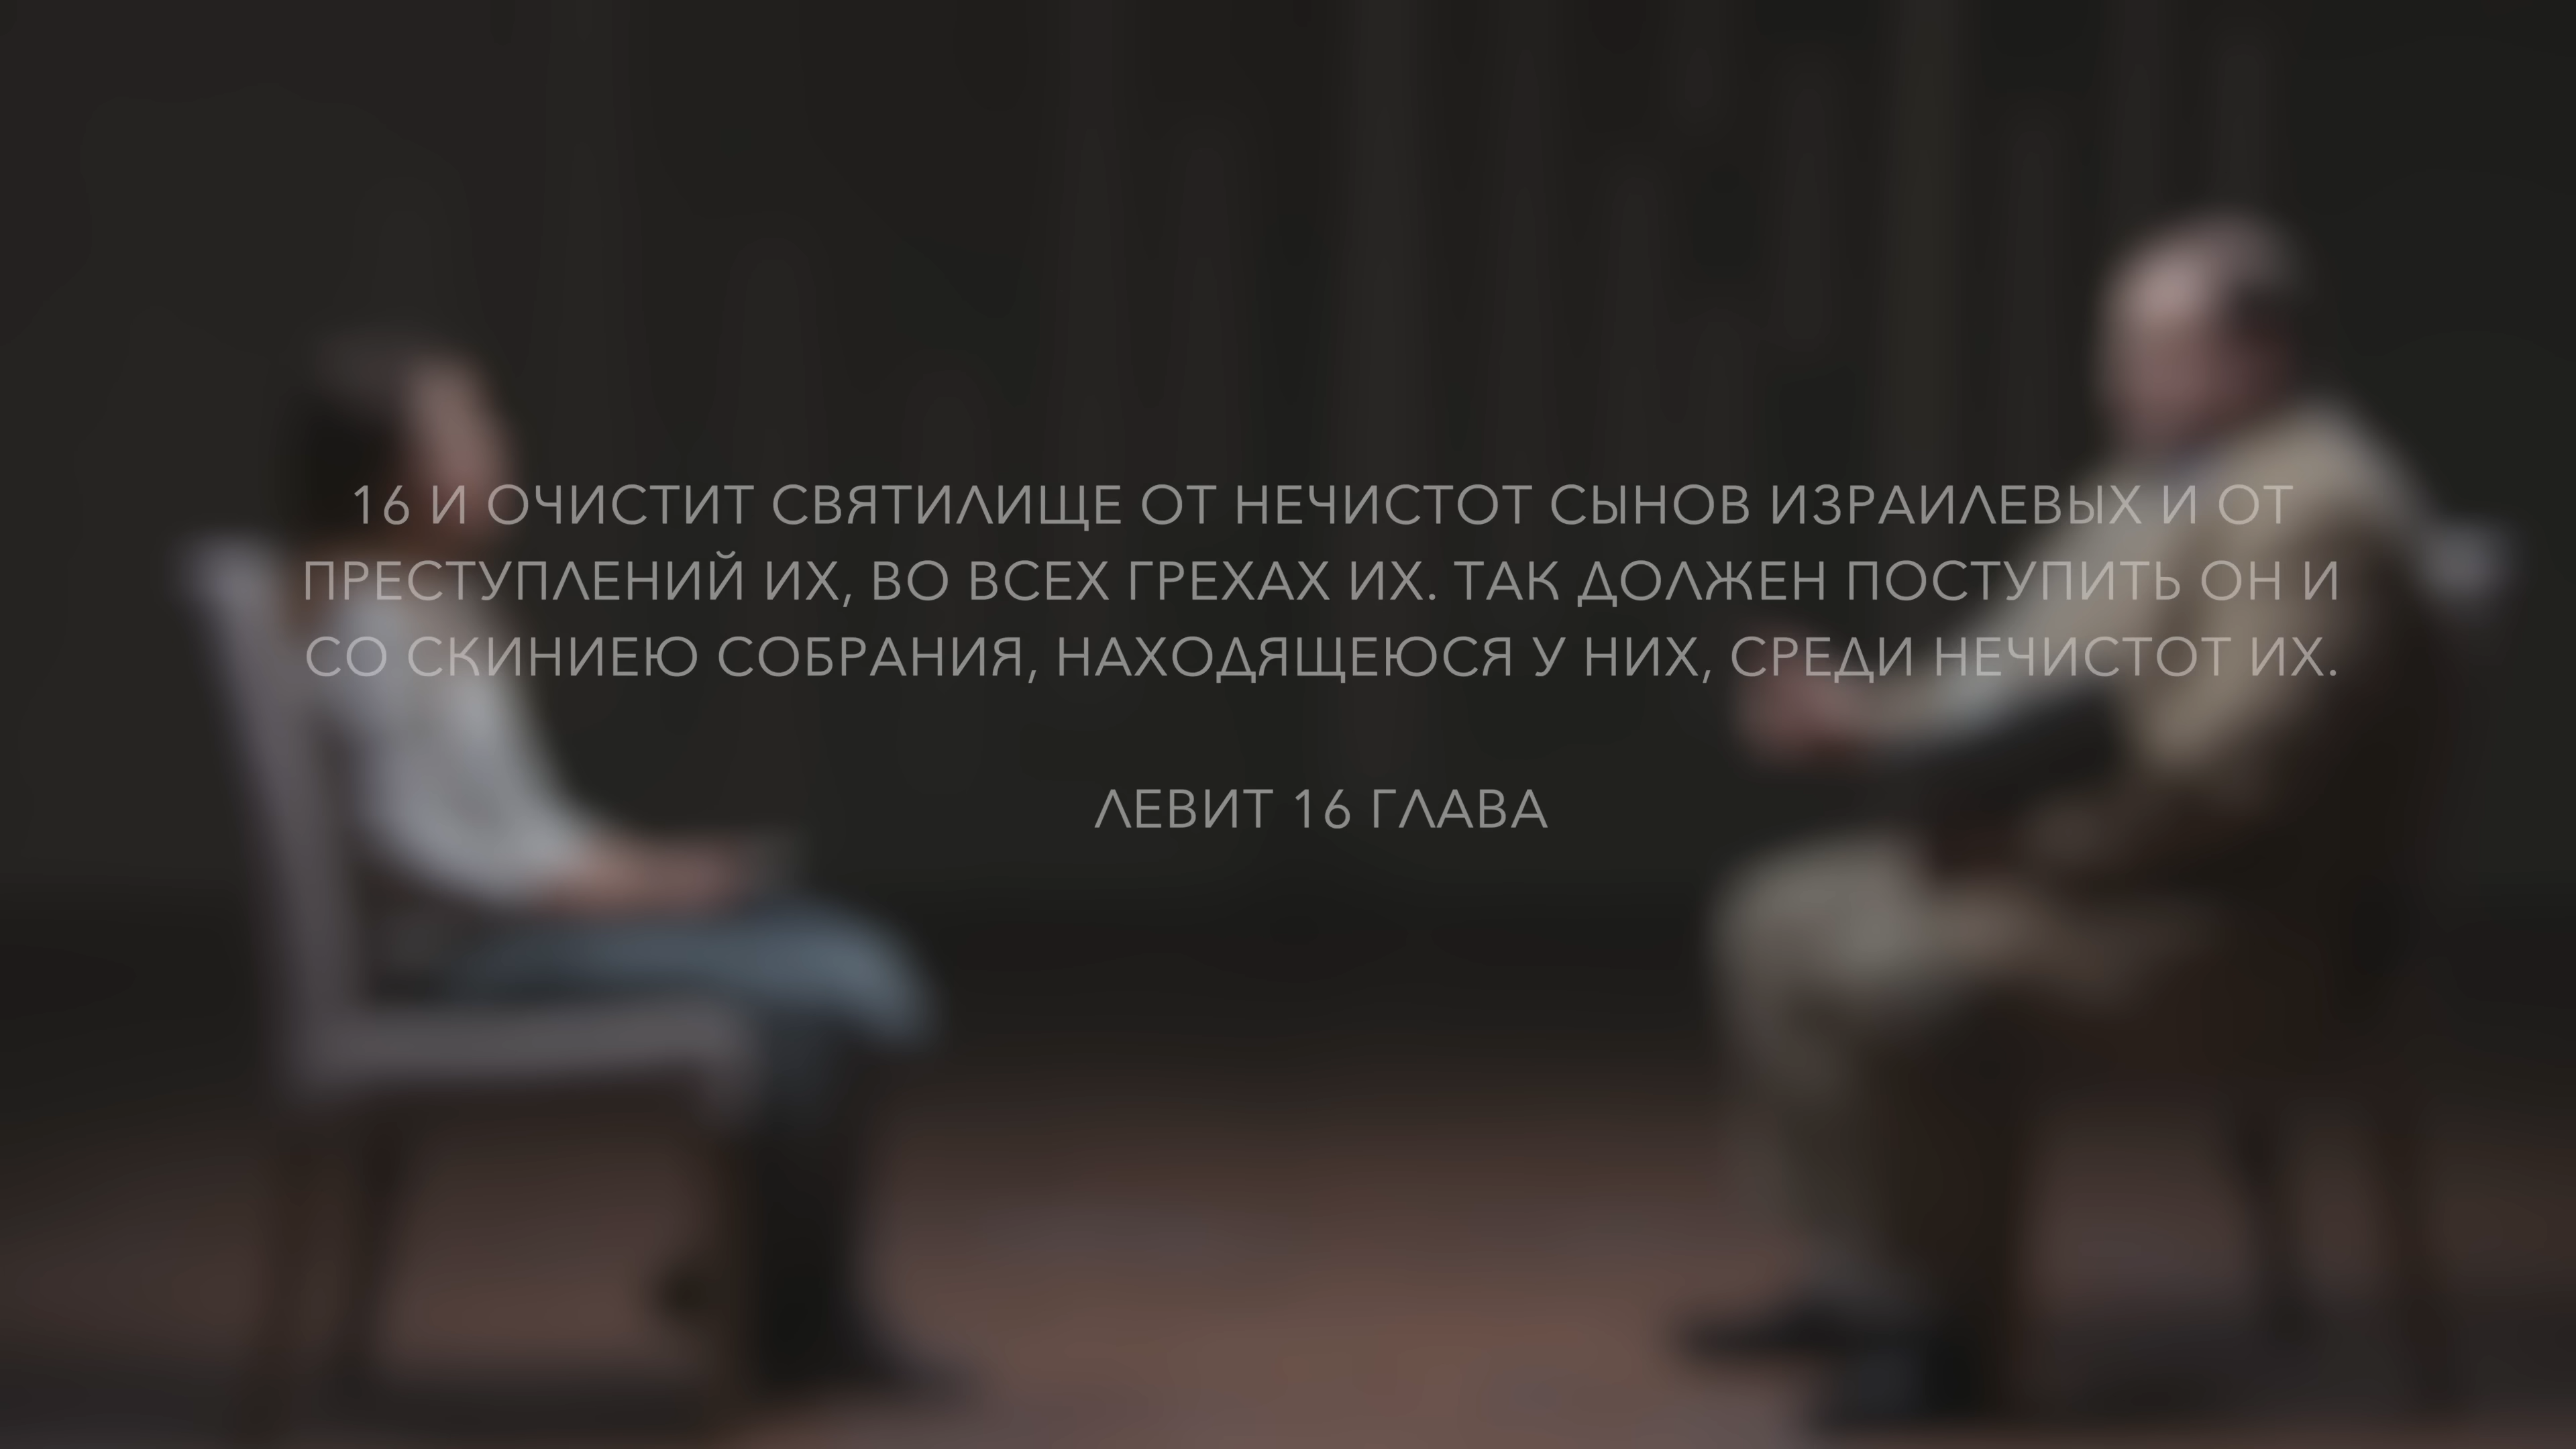 16 И ОЧИСТИТ СВЯТИЛИЩЕ ОТ НЕЧИСТОТ СЫНОВ ИЗРАИЛЕВЫХ И ОТ
ПРЕСТУПЛЕНИЙ ИХ, ВО ВСЕХ ГРЕХАХ ИХ. ТАК ДОЛЖЕН ПОСТУПИТЬ ОН И
СО СКИНИЕЮ СОБРАНИЯ, НАХОДЯЩЕЮСЯ У НИХ, СРЕДИ НЕЧИСТОТ ИХ.
ЛЕВИТ 16 ГЛАВА